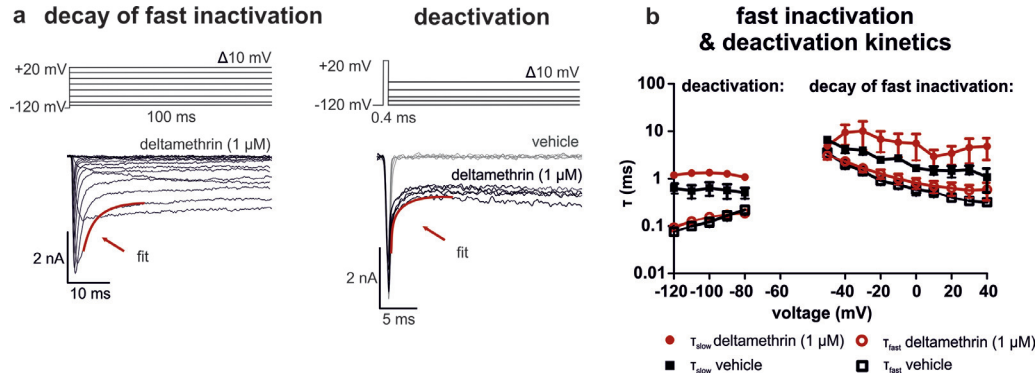 a
decay of fast inactivation
+20 mV
Δ10 mV
-120 mV
100 ms
deltamethrin (1 µM)
fit
2 nA
10 ms
deactivation
+20 mV
Δ10 mV
-120 mV
0.4 ms
vehicle
deltamethrin (1 µM)
fit
2 nA
5 ms
b
fast inactivation
& deactivation kinetics
deactivation:
decay of fast inactivation:
100
10
1
0.1
0.01
τ (ms)
-120 -100 -80 -60 -40 -20 0 20 40
voltage (mV)
τslow deltamethrin (1 µM)
τfast deltamethrin (1 µM)
τslow vehicle
τfast vehicle